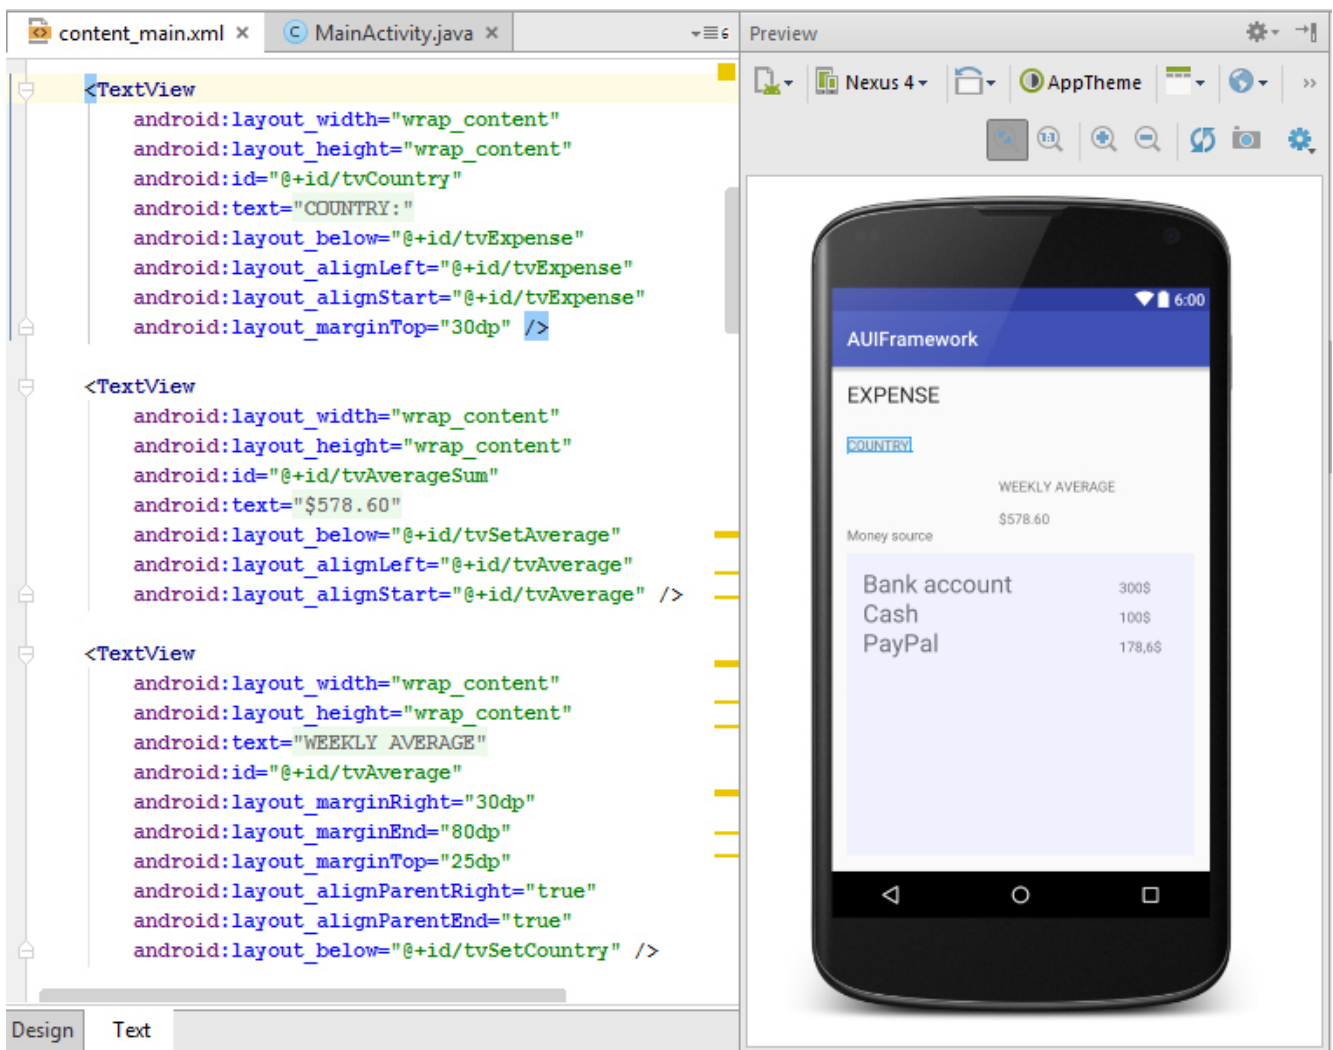 content_main.xml ×
C MainActivity.java ×
6
Preview
Nexus 4
AppTheme
1:1
<TextView
android:layout_width="wrap_content"
android:layout_height="wrap_content"
android:id="@+id/tvCountry"
android:text="COUNTRY:"
android:layout_below="@+id/tvExpense"
android:layout_alignLeft="@+id/tvExpense"
android:layout_alignStart="@+id/tvExpense"
android:layout_marginTop="30dp" />
<TextView
android:layout_width="wrap_content"
android:layout_height="wrap_content"
android:id="@+id/tvAverageSum"
android:text="$578.60"
android:layout_below="@+id/tvSetAverage"
android:layout_alignLeft="@+id/tvAverage"
android:layout_alignStart="@+id/tvAverage" />
<TextView
android:layout_width="wrap_content"
android:layout_height="wrap_content"
android:text="WEEKLY AVERAGE"
android:id="@+id/tvAverage"
android:layout_marginRight="30dp"
android:layout_marginEnd="80dp"
android:layout_marginTop="25dp"
android:layout_alignParentRight="true"
android:layout_alignParentEnd="true"
android:layout_below="@+id/tvSetCountry" />
Design
Text
6:00
AUIFramework
EXPENSE
COUNTRY:
WEEKLY AVERAGE
$578.60
Money source
Bank account 300$
Cash 100$
PayPal 178,6$